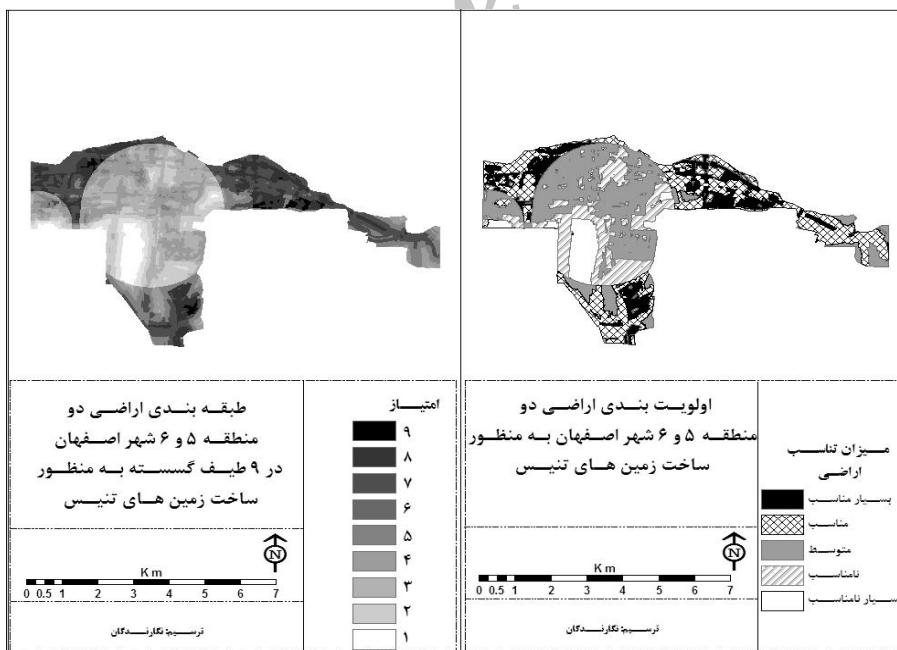 طبقه بندی اراضی دو
منطقه ۵ و ۶ شهر اصفهان
در ۹ طیف گسسته به منظور
ساخت زمین های تنیس
Km
0 0.5 1 2 3 4 5 6 7
N
ترسیم: نگارندگان
امتیاز
۹
۸
۷
۶
۵
۴
۳
۲
۱
اولویت بندی اراضی دو
منطقه ۵ و ۶ شهر اصفهان به منظور
ساخت زمین های تنیس
Km
0 0.5 1 2 3 4 5 6 7
N
ترسیم: نگارندگان
میزان تناسب
اراضی
بسیار مناسب
مناسب
متوسط
نامناسب
بسیار نامناسب